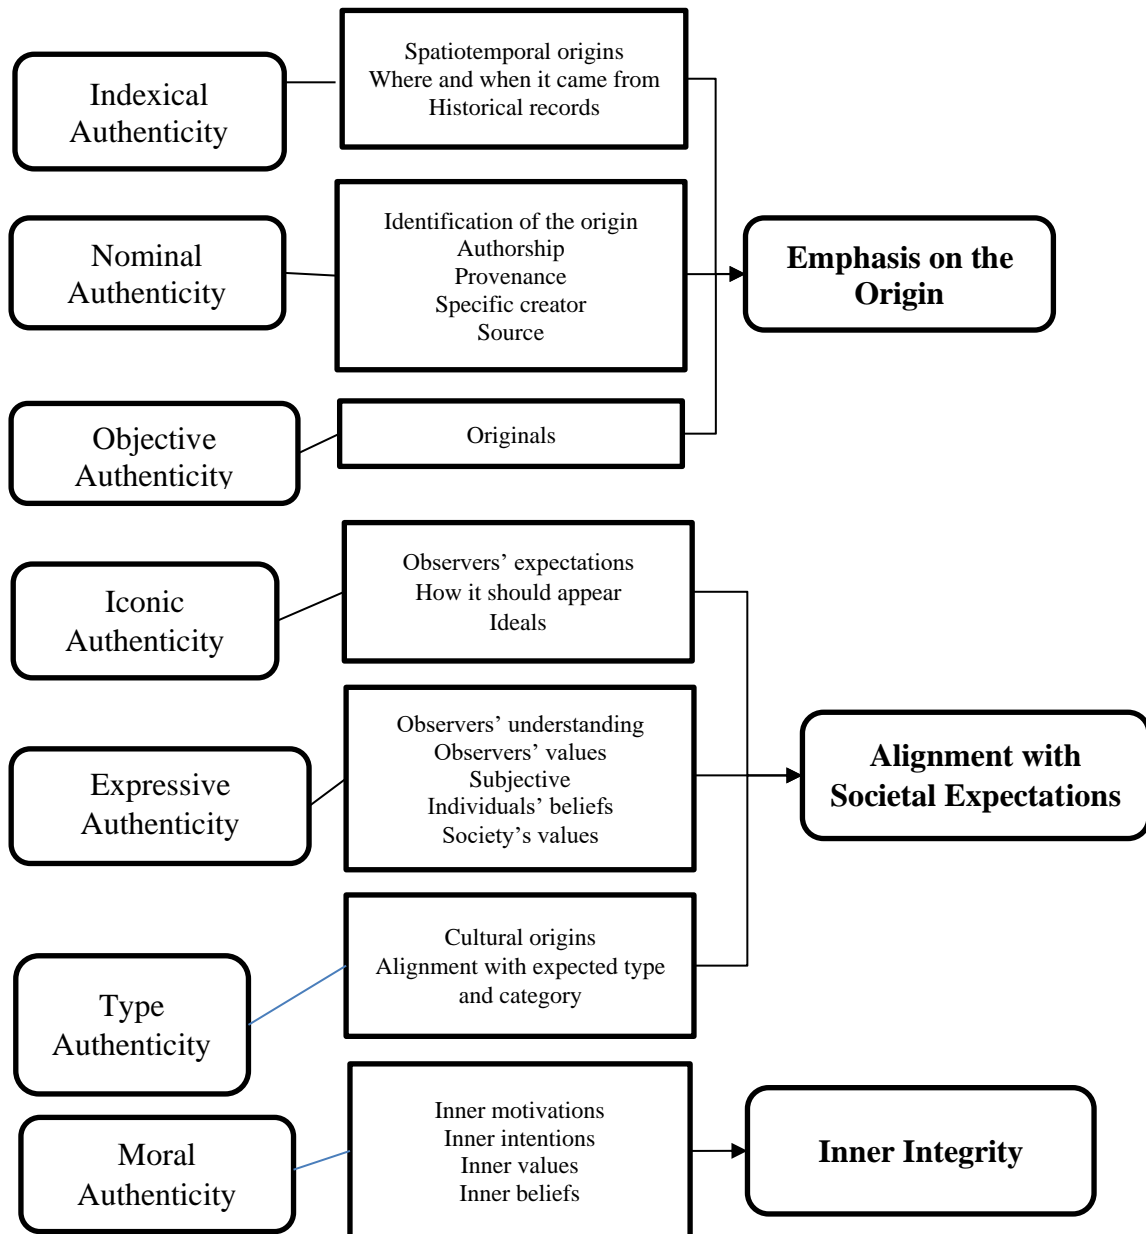 Indexical
Authenticity
Spatiotemporal origins
Where and when it came from
Historical records
Nominal
Authenticity
Identification of the origin
Authorship
Provenance
Specific creator
Source
Emphasis on the
Origin
Objective
Authenticity
Originals
Iconic
Authenticity
Observers’ expectations
How it should appear
Ideals
Expressive
Authenticity
Observers’ understanding
Observers’ values
Subjective
Individuals’ beliefs
Society’s values
Alignment with
Societal Expectations
Type
Authenticity
Cultural origins
Alignment with expected type
and category
Moral
Authenticity
Inner motivations
Inner intentions
Inner values
Inner beliefs
Inner Integrity